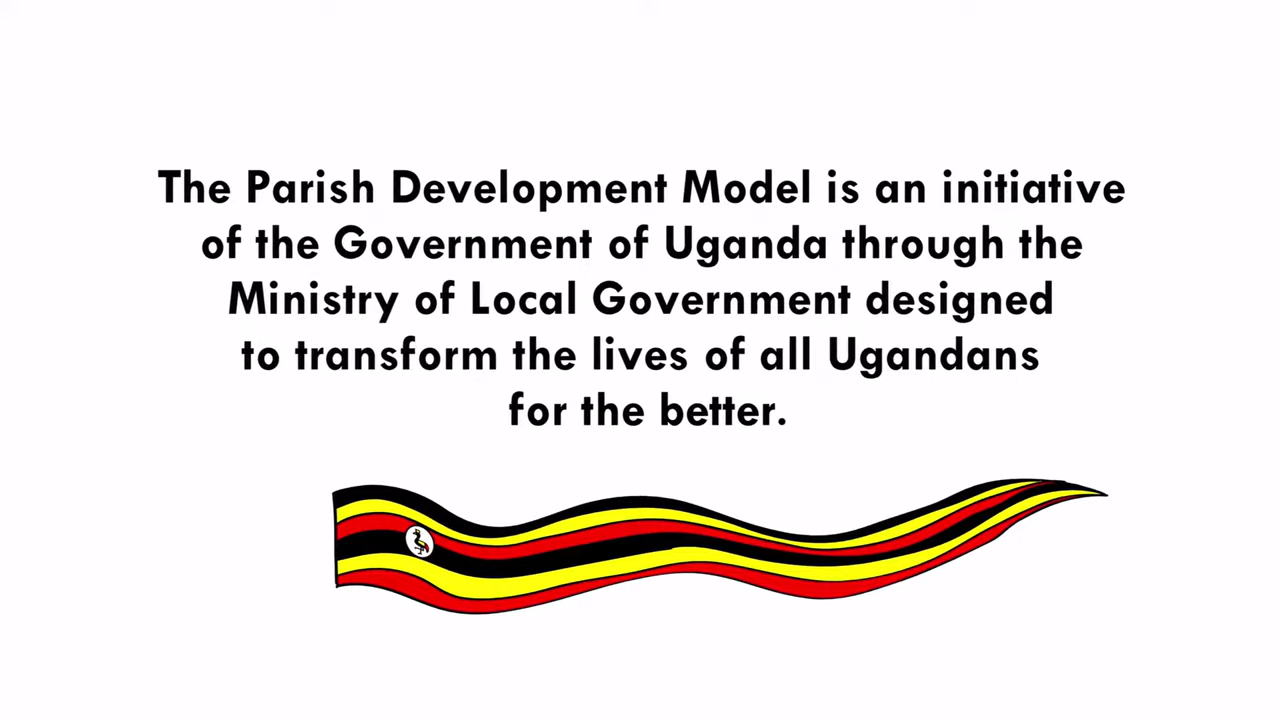 The Parish Development Model is an initiative
of the Government of Uganda through the
Ministry of Local Government designed
to transform the lives of all Ugandans
for the better.